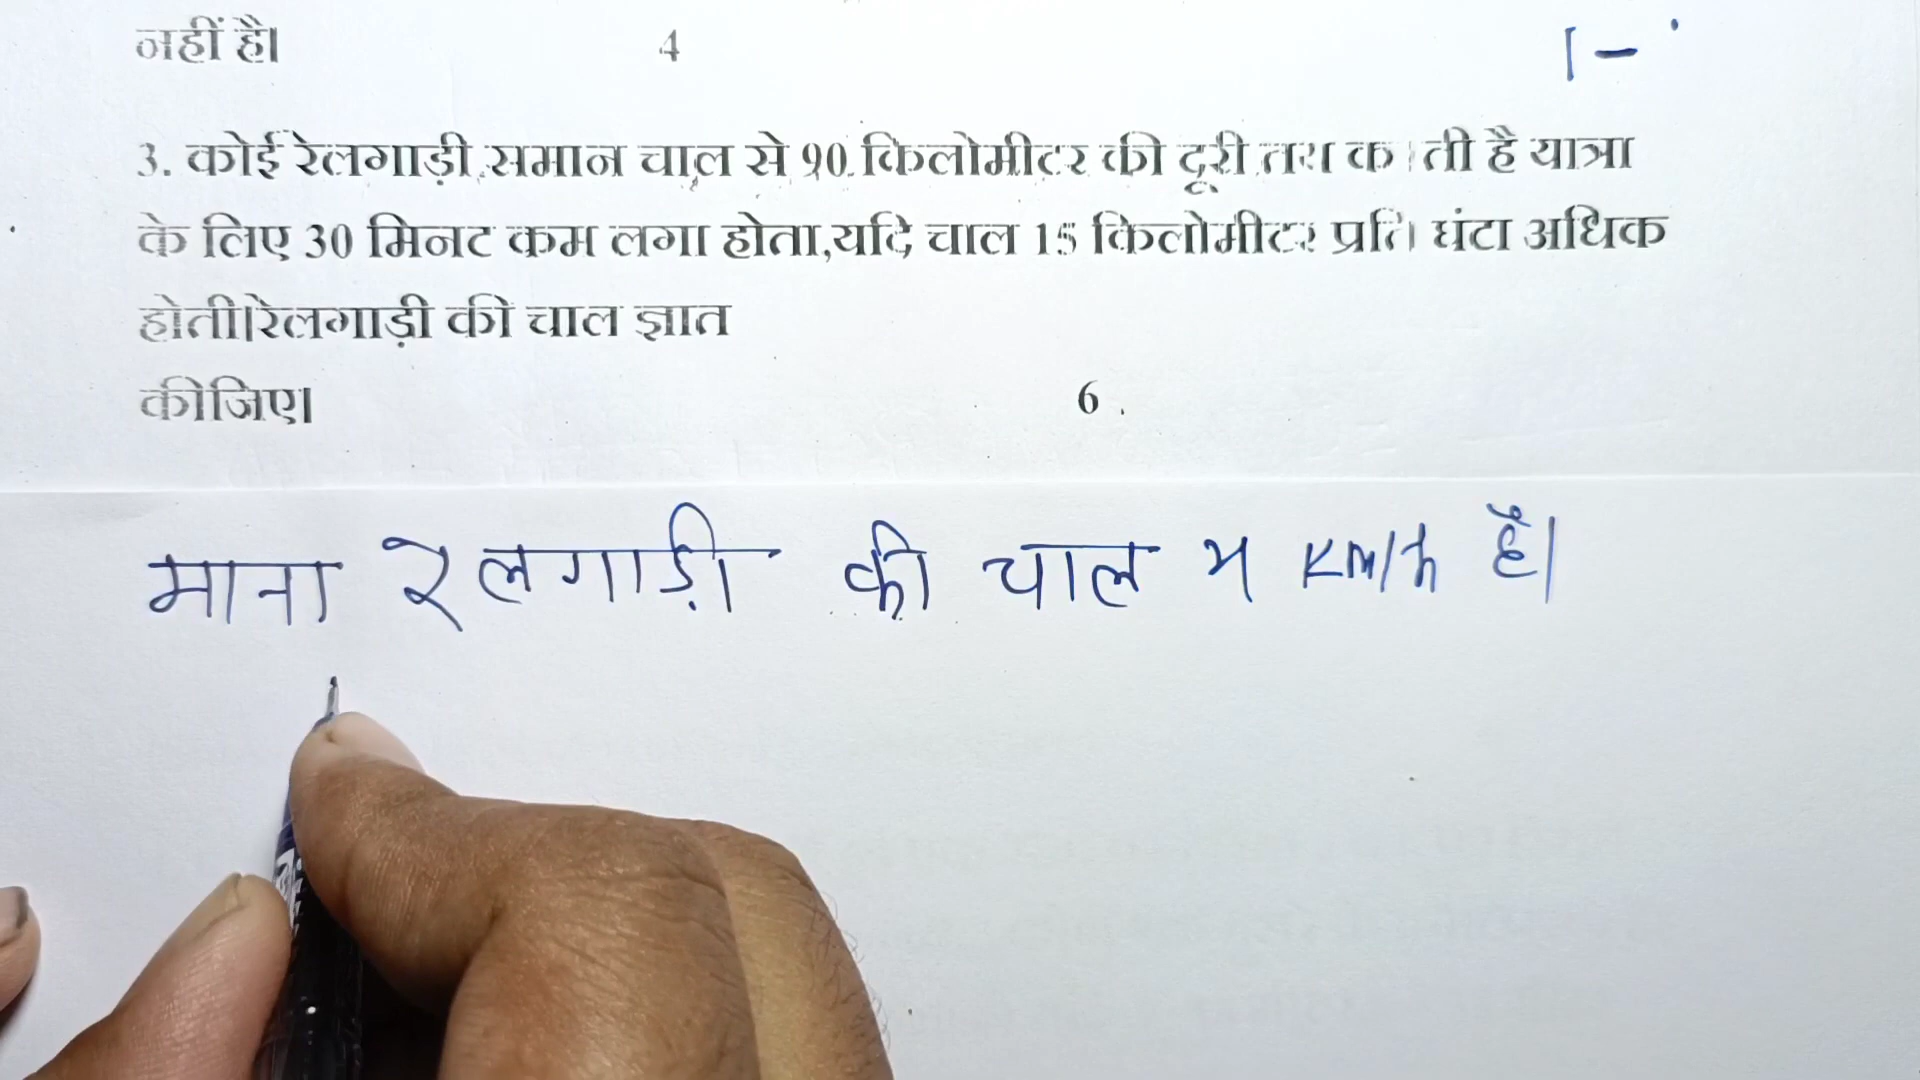 नहीं है। 4
3. कोई रेलगाड़ी समान चाल से 90 किलोमीटर की दूरी तय करती है यात्रा
के लिए 30 मिनट कम लगा होता,यदि चाल 15 किलोमीटर प्रति घंटा अधिक
होती।रेलगाड़ी की चाल ज्ञात
कीजिए। 6
माना रेलगाड़ी की चाल x KM/h है।